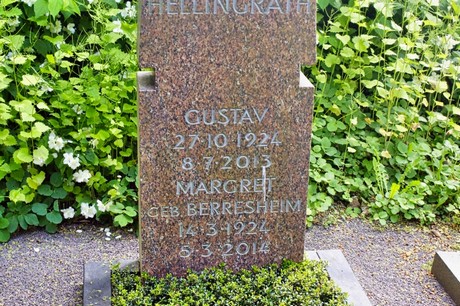 HELLINGRATH
GUSTAV
27·10·1924
8·7·2013
MARGRET
GEB. BERRESHEIM
14·3·1924
5·3·2014